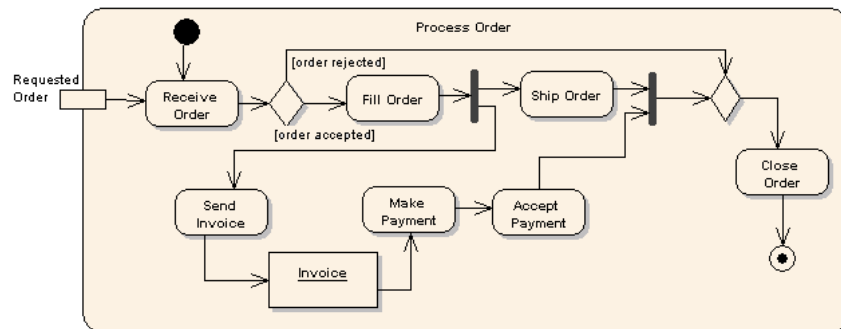 Process Order
[order rejected]
Requested
Order
Receive
Order
Fill Order
Ship Order
[order accepted]
Close
Order
Send
Invoice
Make
Payment
Accept
Payment
Invoice